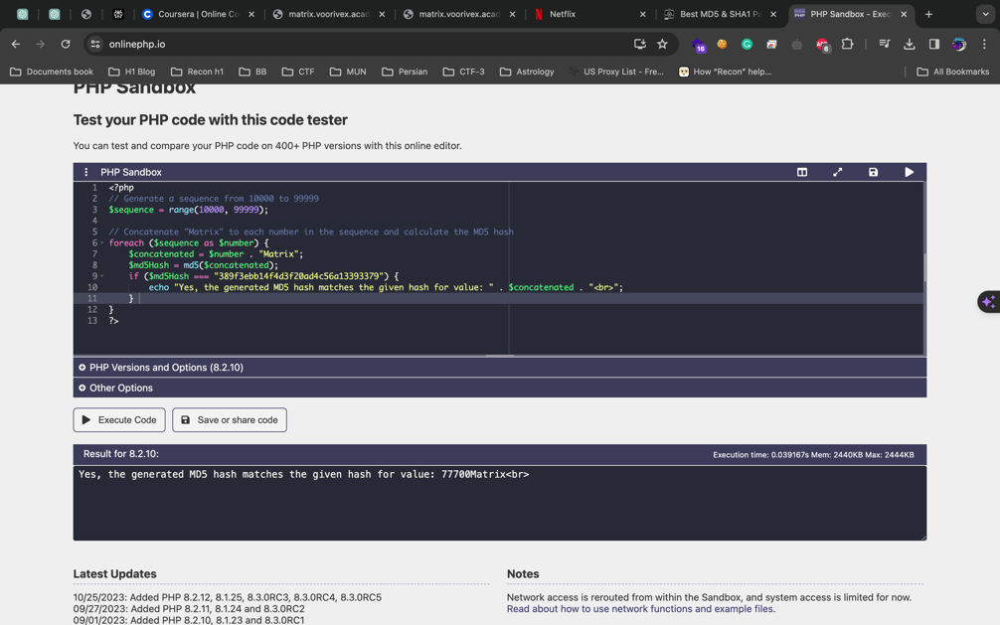 Coursera | Online Co
matrix.voorivex.acad
matrix.voorivex.acad
Netflix
Best MD5 & SHA1 Pa
PHP Sandbox - Exec
onlinephp.io
16
6
Documents book
H1 Blog
Recon h1
BB
CTF
MUN
Persian
CTF-3
Astrology
US Proxy List - Fre...
How "Recon" help...
All Bookmarks
PHP Sandbox
Test your PHP code with this code tester
You can test and compare your PHP code on 400+ PHP versions with this online editor.
PHP Sandbox
1 <?php
2 // Generate a sequence from 10000 to 99999
3 $sequence = range(10000, 99999);
4
5 // Concatenate "Matrix" to each number in the sequence and calculate the MD5 hash
6 foreach ($sequence as $number) {
7 $concatenated = $number . "Matrix";
8 $md5Hash = md5($concatenated);
9 if ($md5Hash === "389f3ebb14f4d3f20ad4c56a13393379") {
10 echo "Yes, the generated MD5 hash matches the given hash for value: " . $concatenated . "<br>";
11 }
12 }
13 ?>
PHP Versions and Options (8.2.10)
Other Options
Execute Code
Save or share code
Result for 8.2.10:
Execution time: 0.039167s Mem: 2440KB Max: 2444KB
Yes, the generated MD5 hash matches the given hash for value: 77700Matrix<br>
Latest Updates
10/25/2023: Added PHP 8.2.12, 8.1.25, 8.3.0RC3, 8.3.0RC4, 8.3.0RC5
09/27/2023: Added PHP 8.2.11, 8.1.24 and 8.3.0RC2
09/01/2023: Added PHP 8.2.10, 8.1.23 and 8.3.0RC1
Notes
Network access is rerouted from within the Sandbox, and system access is limited for now.
Read about how to use network functions and example files.